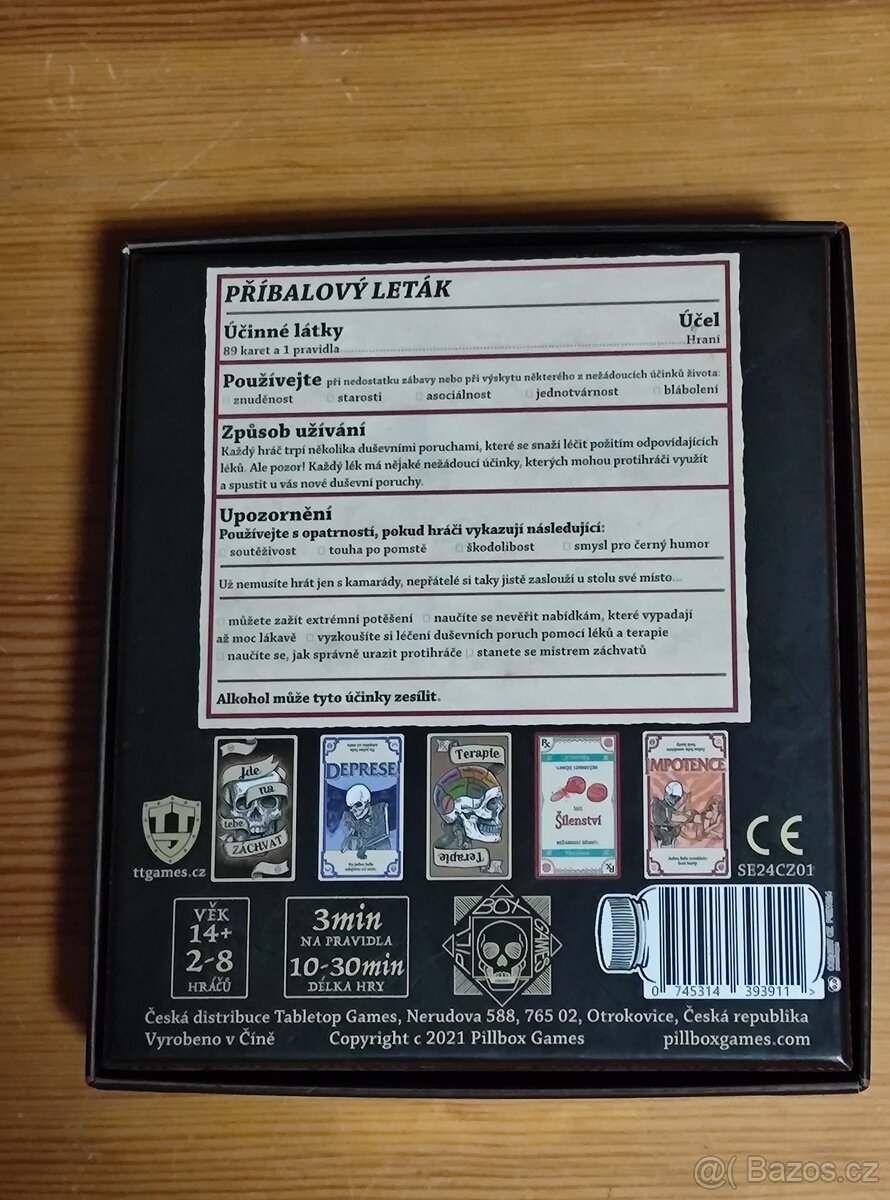 PŘÍBALOVÝ LETÁK
Účinné látky Účel
89 karet a 1 pravidla Hraní
Používejte při nedostatku zábavy nebo při výskytu některého z nežádoucích účinků života:
znuděnost starosti asociálnost jednotvárnost blábolení
Způsob užívání
Každý hráč trpí několika duševními poruchami, které se snaží léčit požitím odpovídajících
léků. Ale pozor! Každý lék má nějaké nežádoucí účinky, kterých mohou protihráči využít
a spustit u vás nové duševní poruchy.
Upozornění
Používejte s opatrností, pokud hráči vykazují následující:
soutěživost touha po pomstě škodolibost smysl pro černý humor
Už nemusíte hrát jen s kamarády, nepřátelé si taky jistě zaslouží u stolu své místo...
můžete zažít extrémní potěšení naučíte se nevěřit nabídkám, které vypadají
až moc lákavě vyzkoušíte si léčení duševních poruch pomocí léků a terapie
naučíte se, jak správně urazit protihráče stanete se mistrem záchvatů
Alkohol může tyto účinky zesílit.
Jde
na
tebe
ZÁCHVAT
DEPRESE
Terapie
Terapie
Rx
Šílenství
Rx
IMPOTENCE
TT
ttgames.cz
CE
SE24CZ01
VĚK
14+
2-8
HRÁČŮ
3min
NA PRAVIDLA
10-30min
DÉLKA HRY
PILL BOX GAMES
0 745314 393911 >
Česká distribuce Tabletop Games, Nerudova 588, 765 02, Otrokovice, Česká republika
Vyrobeno v Číně Copyright c 2021 Pillbox Games pillboxgames.com
@( Bazos.cz